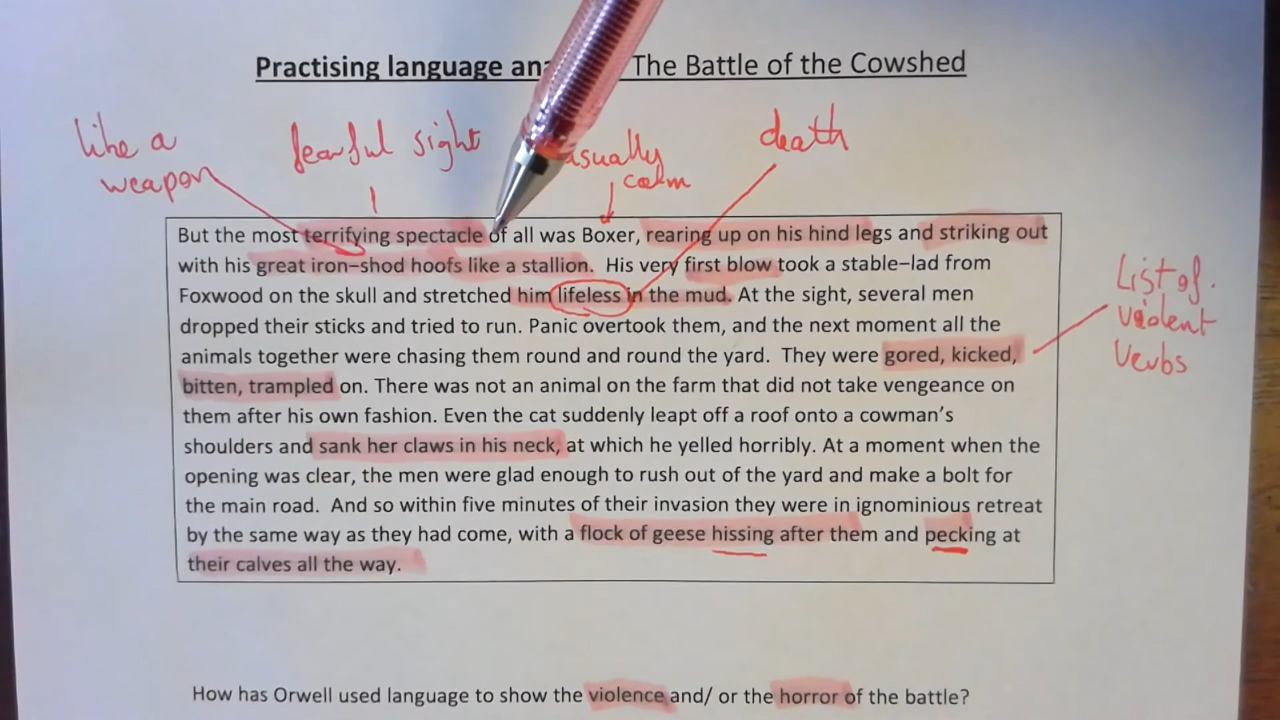 Practising language an The Battle of the Cowshed
like a
weapon
fearful sight
usually
calm
death
But the most terrifying spectacle of all was Boxer, rearing up on his hind legs and striking out
with his great iron–shod hoofs like a stallion.  His very first blow took a stable–lad from
Foxwood on the skull and stretched him lifeless in the mud. At the sight, several men
dropped their sticks and tried to run. Panic overtook them, and the next moment all the
animals together were chasing them round and round the yard.  They were gored, kicked,
bitten, trampled on. There was not an animal on the farm that did not take vengeance on
them after his own fashion. Even the cat suddenly leapt off a roof onto a cowman's
shoulders and sank her claws in his neck, at which he yelled horribly. At a moment when the
opening was clear, the men were glad enough to rush out of the yard and make a bolt for
the main road.  And so within five minutes of their invasion they were in ignominious retreat
by the same way as they had come, with a flock of geese hissing after them and pecking at
their calves all the way.
List of
violent
verbs
How has Orwell used language to show the violence and/ or the horror of the battle?